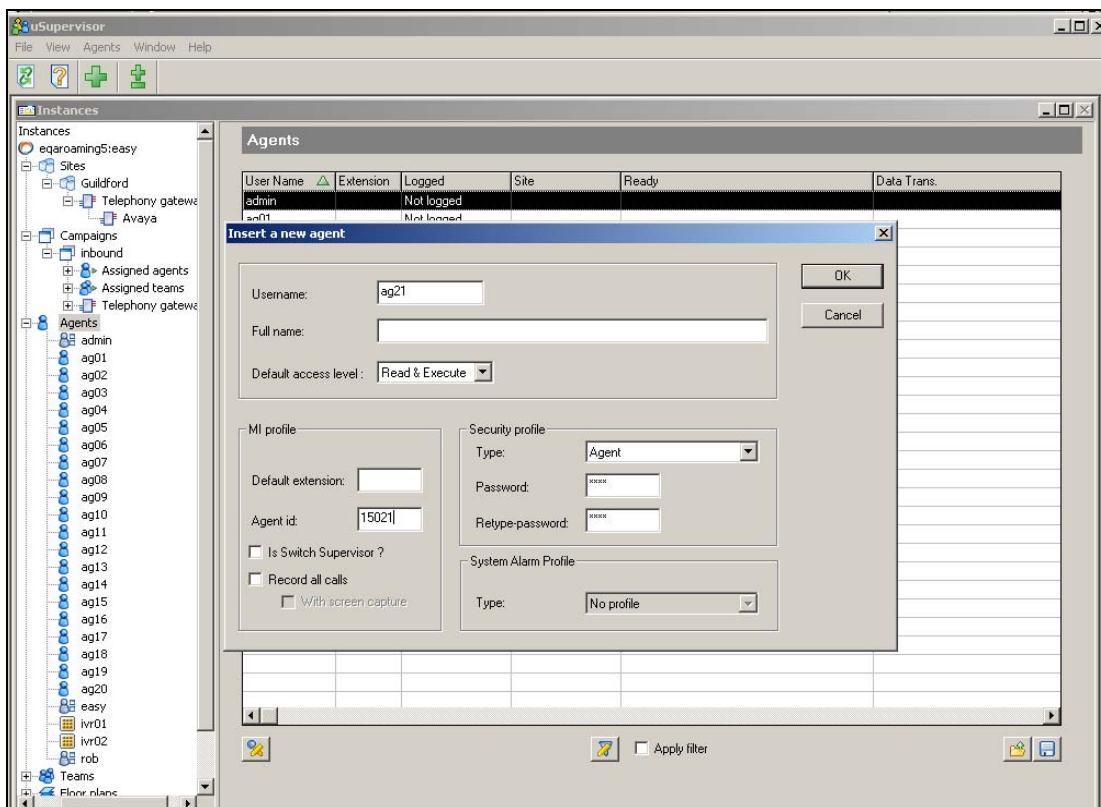 uSupervisor
File View Agents Window Help
Instances
Instances
eqaroaming5:easy
Sites
Guildford
Telephony gatewa
Avaya
Campaigns
inbound
Assigned agents
Assigned teams
Telephony gatewa
Agents
admin
ag01
ag02
ag03
ag04
ag05
ag06
ag07
ag08
ag09
ag10
ag11
ag12
ag13
ag14
ag15
ag16
ag17
ag18
ag19
ag20
easy
ivr01
ivr02
rob
Teams
Floor plans
Agents
User Name Extension Logged Site Ready Data Trans.
admin Not logged
ag01 Not logged
Insert a new agent
Username: ag21
Full name:
Default access level : Read & Execute
OK
Cancel
MI profile
Default extension:
Agent id: 15021
Is Switch Supervisor ?
Record all calls
With screen capture
Security profile
Type: Agent
Password: ××××
Retype-password: ××××
System Alarm Profile
Type: No profile
Apply filter